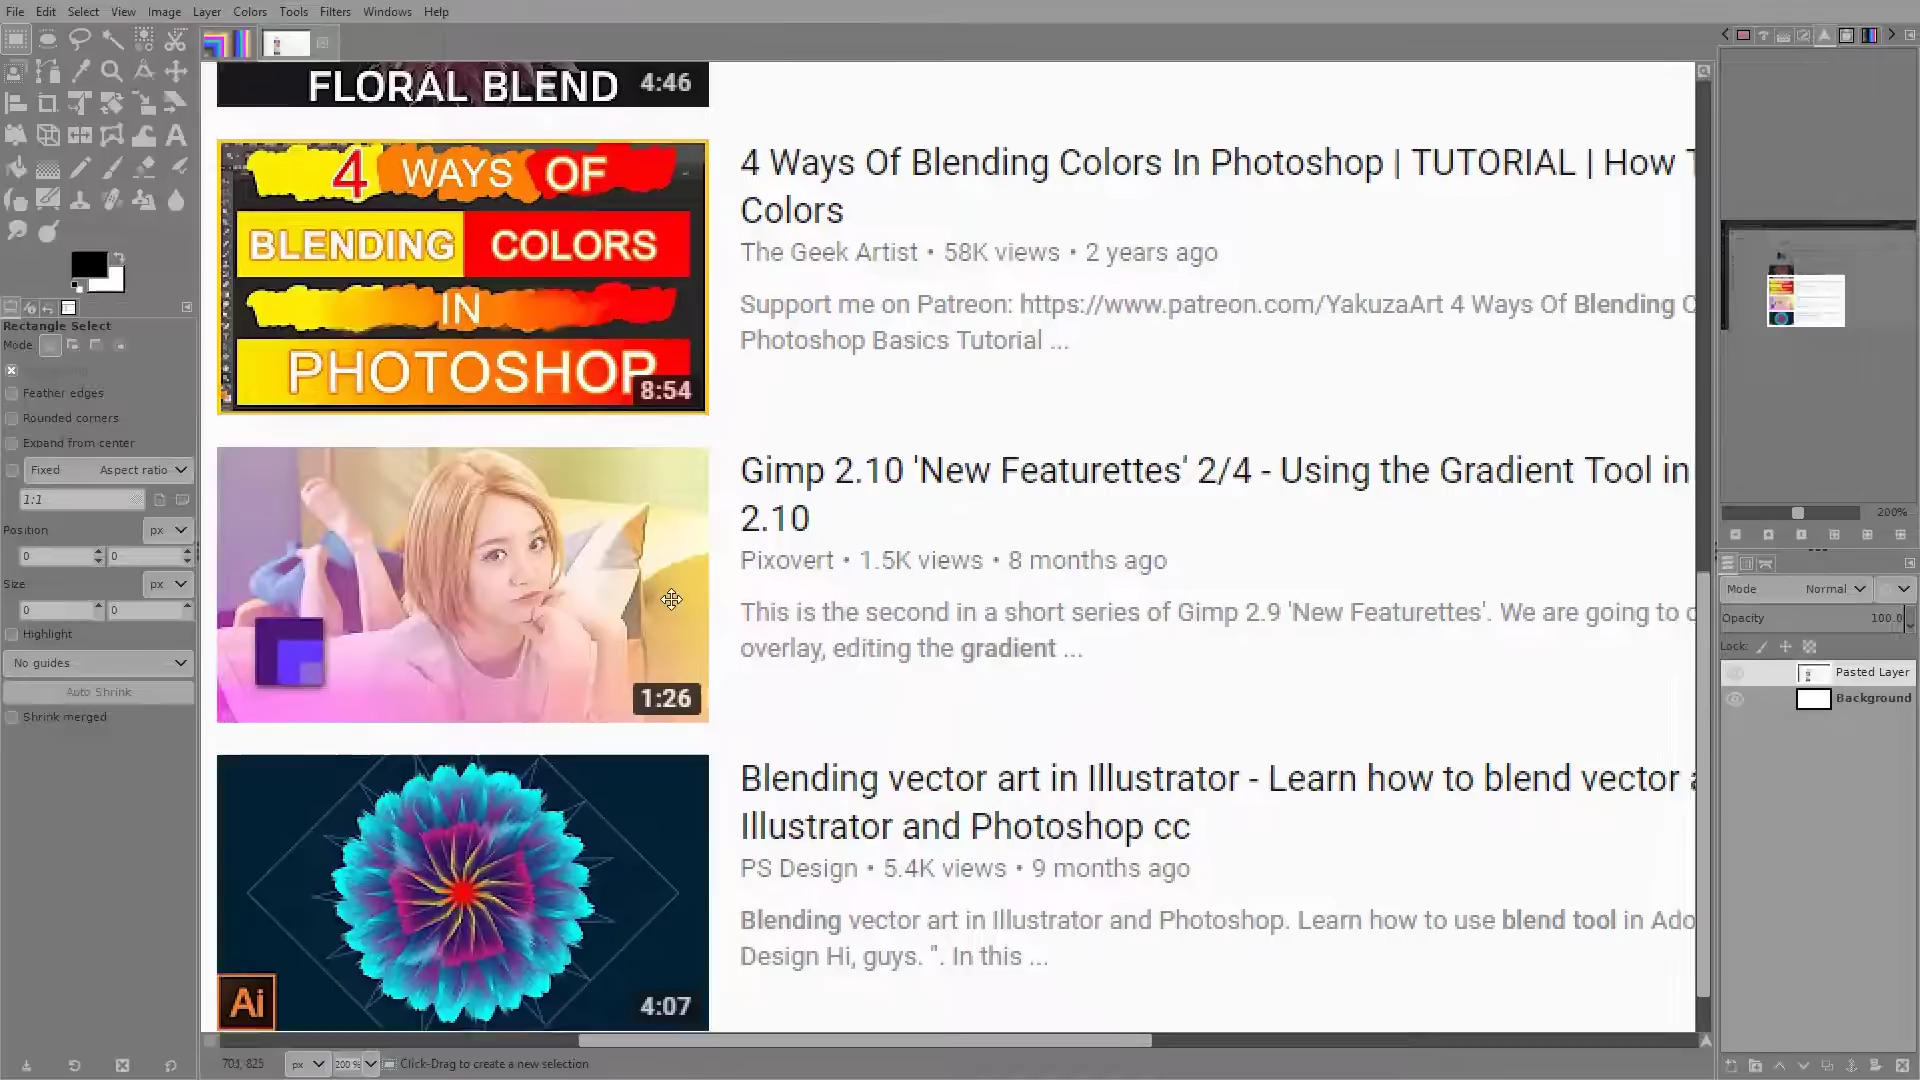 File Edit Select View Image Layer Colors Tools Filters Windows Help
FLORAL BLEND 4:46
4 WAYS OF
BLENDING COLORS
IN
PHOTOSHOP
8:54
4 Ways Of Blending Colors In Photoshop | TUTORIAL | How
Colors
The Geek Artist • 58K views • 2 years ago
Support me on Patreon: https://www.patreon.com/YakuzaArt 4 Ways Of Blending
Photoshop Basics Tutorial ...
1:26
Gimp 2.10 'New Featurettes' 2/4 - Using the Gradient Tool in
2.10
Pixovert • 1.5K views • 8 months ago
This is the second in a short series of Gimp 2.9 'New Featurettes'. We are going to
overlay, editing the gradient ...
Ai
4:07
Blending vector art in Illustrator - Learn how to blend vector
Illustrator and Photoshop cc
PS Design • 5.4K views • 9 months ago
Blending vector art in Illustrator and Photoshop. Learn how to use blend tool in Ado
Design Hi, guys. ". In this ...
Rectangle Select
Mode
Feather edges
Rounded corners
Expand from center
Fixed Aspect ratio
1:1
Position px
0 0
Size px
0 0
Highlight
No guides
Auto Shrink
Shrink merged
200%
Mode Normal
Opacity 100.0
Lock:
Pasted Layer
Background
701, 825 px 200 % Click-Drag to create a new selection